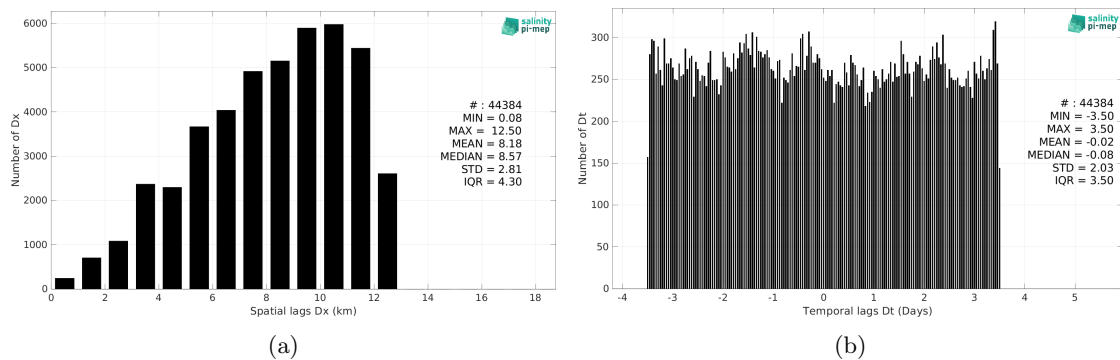 6000
5000
4000
3000
2000
1000
0
Number of Dx
0 2 4 6 8 10 12 14 16 18
Spatial lags Dx (km)
salinity
pi-mep
# : 44384
MIN = 0.08
MAX = 12.50
MEAN = 8.18
MEDIAN = 8.57
STD = 2.81
IQR = 4.30
(a)
300
250
200
150
100
50
0
Number of Dt
-4 -3 -2 -1 0 1 2 3 4 5
Temporal lags Dt (Days)
salinity
pi-mep
# : 44384
MIN = -3.50
MAX = 3.50
MEAN = -0.02
MEDIAN = -0.08
STD = 2.03
IQR = 3.50
(b)